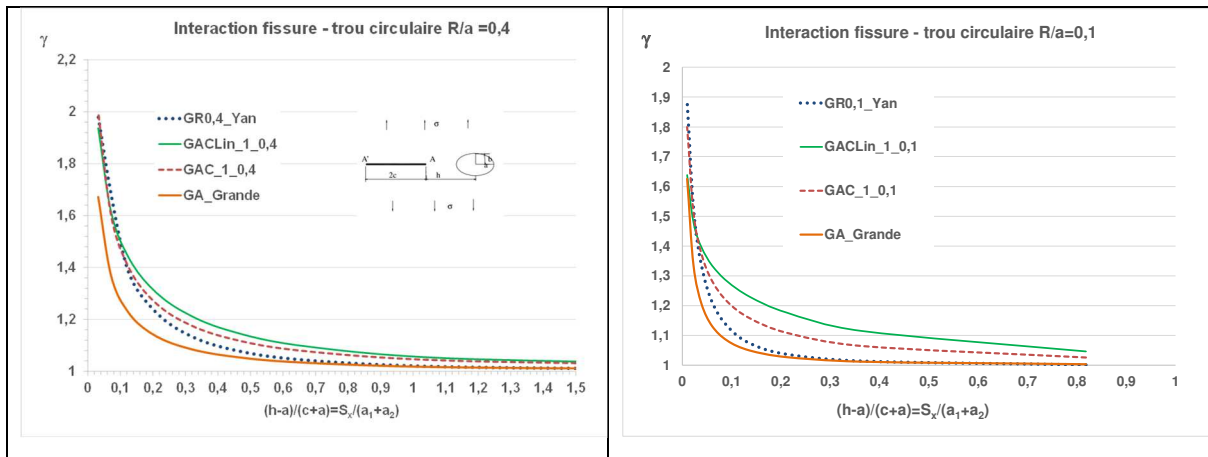 Interaction fissure - trou circulaire R/a =0,4
γ
2,2
2
1,8
1,6
1,4
1,2
1
GR0,4_Yan
GACLin_1_0,4
GAC_1_0,4
GA_Grande
σ
A'
A
b
a
2c
h
σ
0 0,1 0,2 0,3 0,4 0,5 0,6 0,7 0,8 0,9 1 1,1 1,2 1,3 1,4 1,5
(h-a)/(c+a)=Sx/(a1+a2)
Interaction fissure - trou circulaire R/a=0,1
γ
2
1,9
1,8
1,7
1,6
1,5
1,4
1,3
1,2
1,1
1
GR0,1_Yan
GACLin_1_0,1
GAC_1_0,1
GA_Grande
0 0,1 0,2 0,3 0,4 0,5 0,6 0,7 0,8 0,9 1
(h-a)/(c+a)=Sx/(a1+a2)